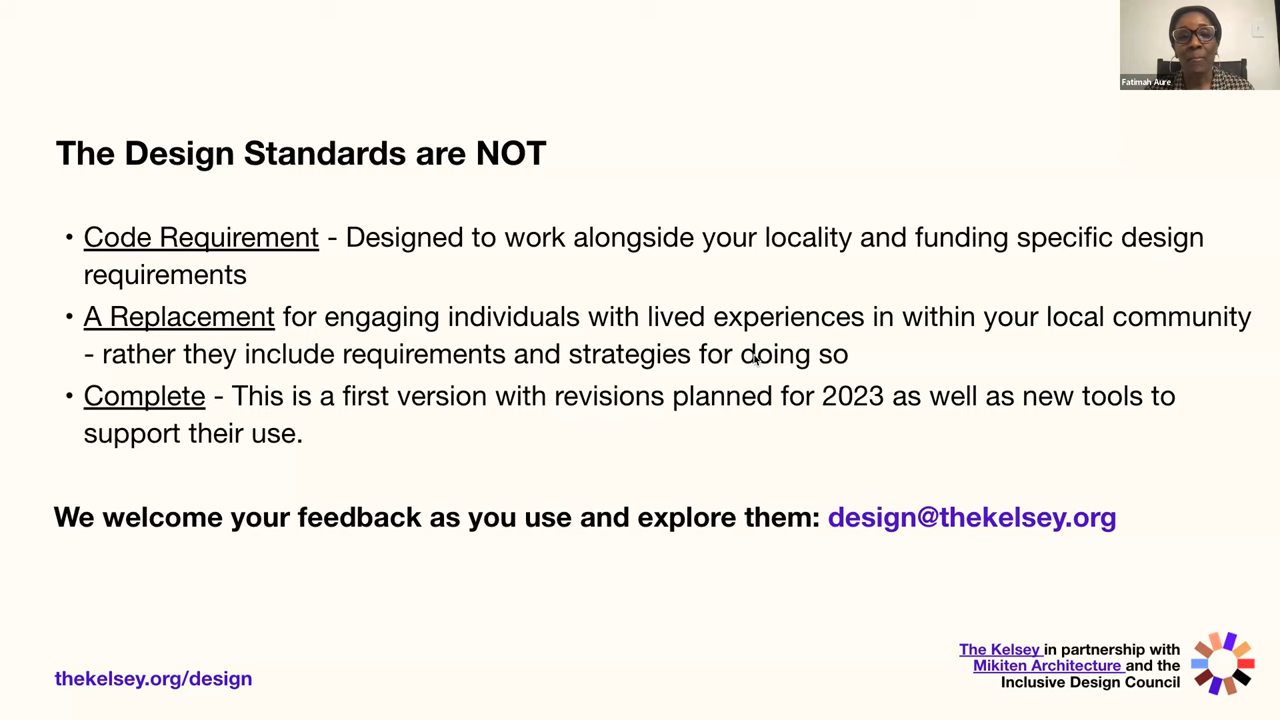 Fatimah Aure
The Design Standards are NOT
• Code Requirement - Designed to work alongside your locality and funding specific design
requirements
• A Replacement for engaging individuals with lived experiences in within your local community
- rather they include requirements and strategies for doing so
• Complete - This is a first version with revisions planned for 2023 as well as new tools to
support their use.
We welcome your feedback as you use and explore them: design@thekelsey.org
thekelsey.org/design
The Kelsey in partnership with
Mikiten Architecture and the
Inclusive Design Council